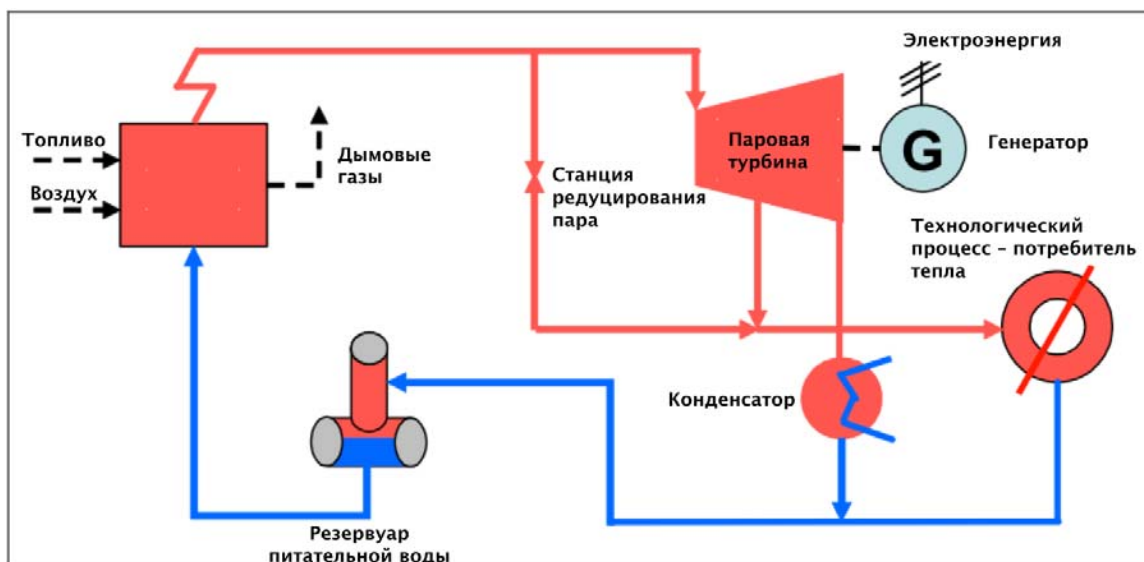 Электроэнергия
Топливо
Воздух
Дымовые
газы
Станция
редуцирования
пара
Паровая
турбина
G
Генератор
Технологический
процесс – потребитель
тепла
Конденсатор
Резервуар
питательной воды